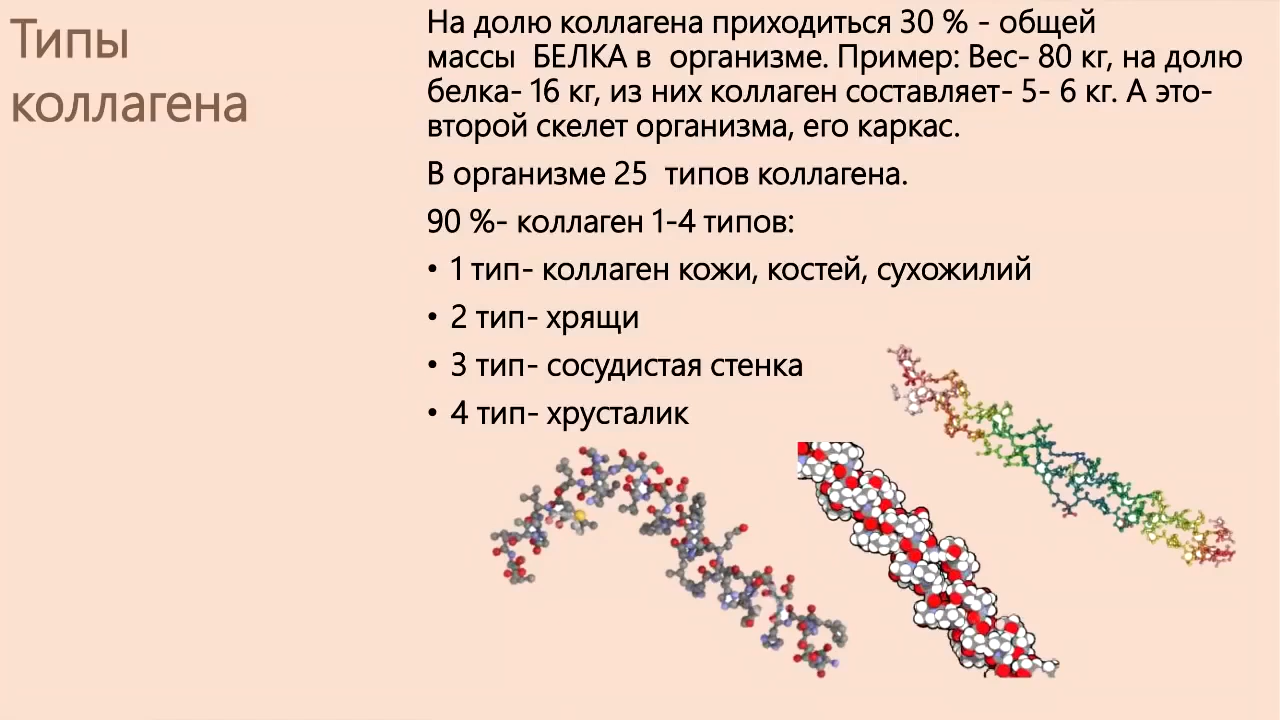 Типы
коллагена
На долю коллагена приходиться 30 % - общей
массы  БЕЛКА в  организме. Пример: Вес- 80 кг, на долю
белка- 16 кг, из них коллаген составляет- 5- 6 кг. А это-
второй скелет организма, его каркас.
В организме 25  типов коллагена.
90 %- коллаген 1-4 типов:
• 1 тип- коллаген кожи, костей, сухожилий
• 2 тип- хрящи
• 3 тип- сосудистая стенка
• 4 тип- хрусталик